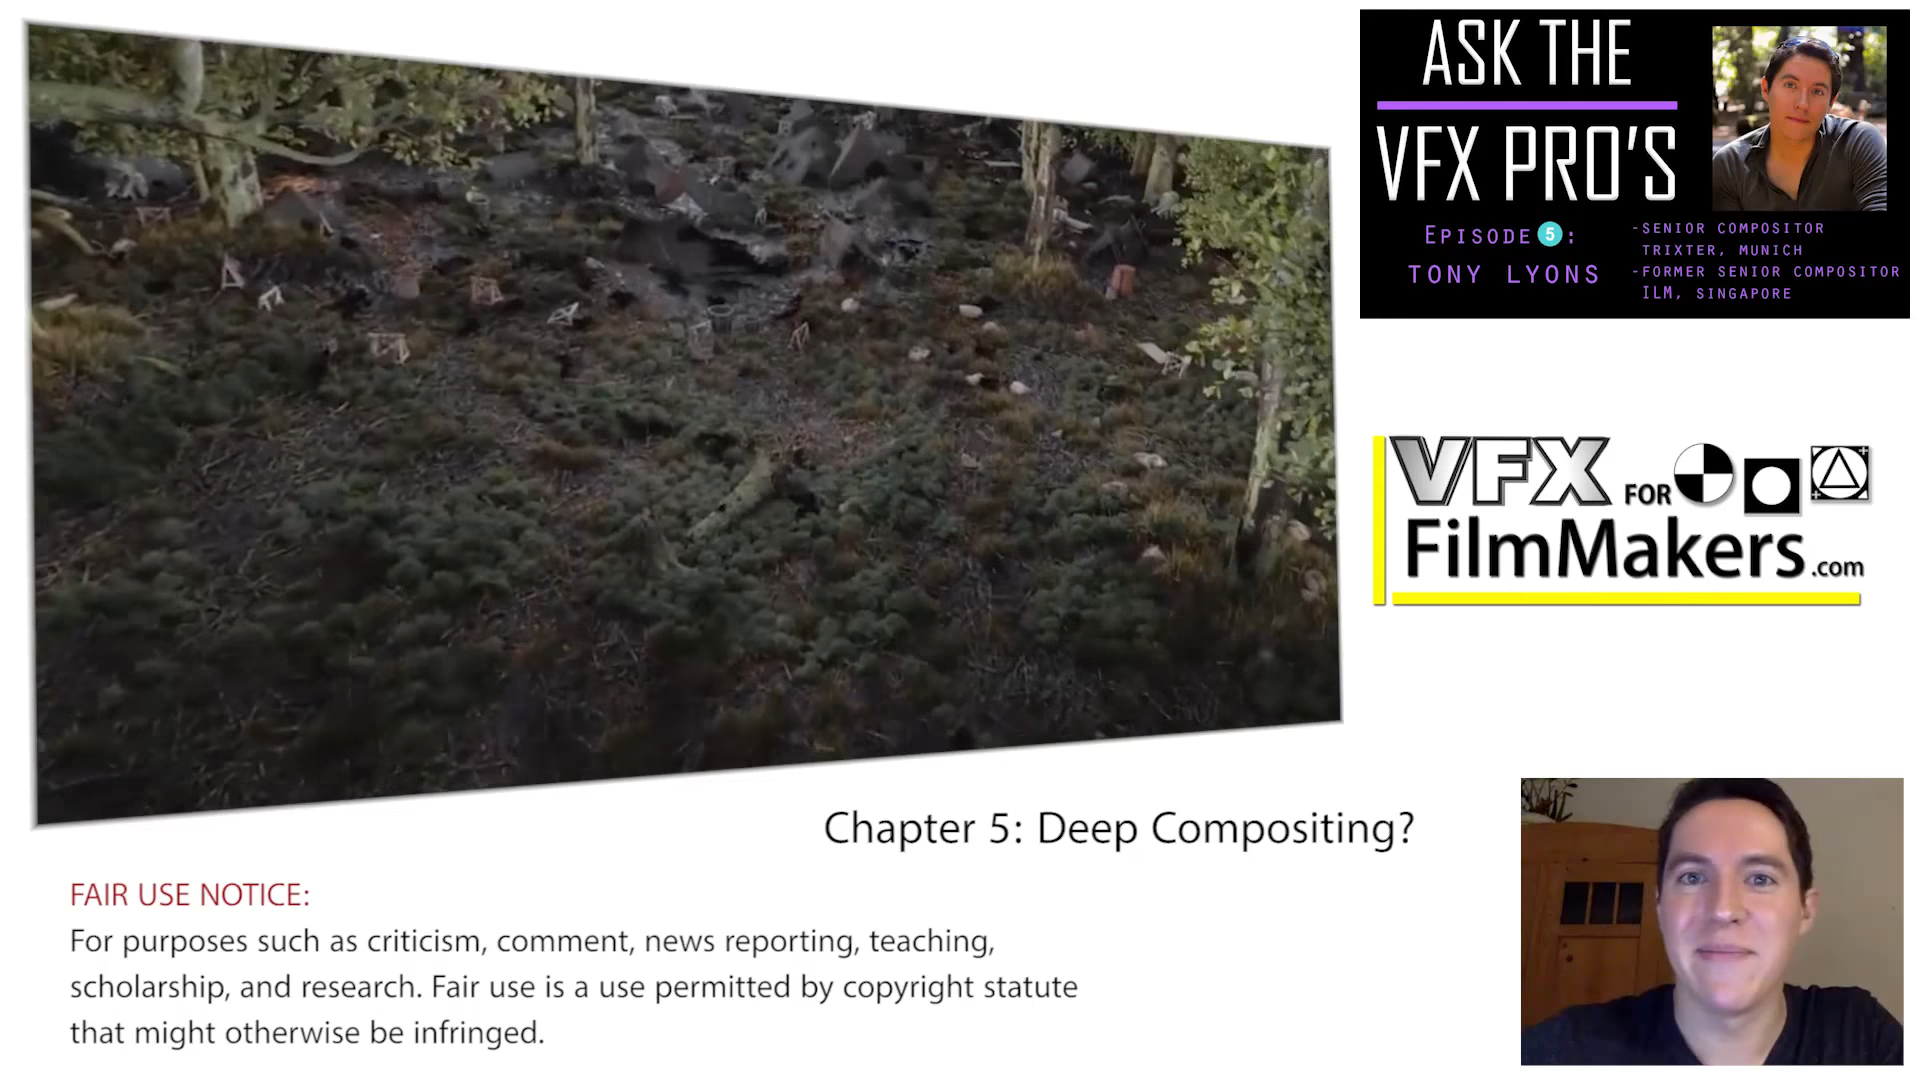 ASK THE
VFX PRO'S
EPISODE 5:
TONY LYONS
-SENIOR COMPOSITOR
TRIXTER, MUNICH
-FORMER SENIOR COMPOSITOR
ILM, SINGAPORE
VFX FOR
FilmMakers.com
Chapter 5: Deep Compositing?
FAIR USE NOTICE:
For purposes such as criticism, comment, news reporting, teaching,
scholarship, and research. Fair use is a use permitted by copyright statute
that might otherwise be infringed.